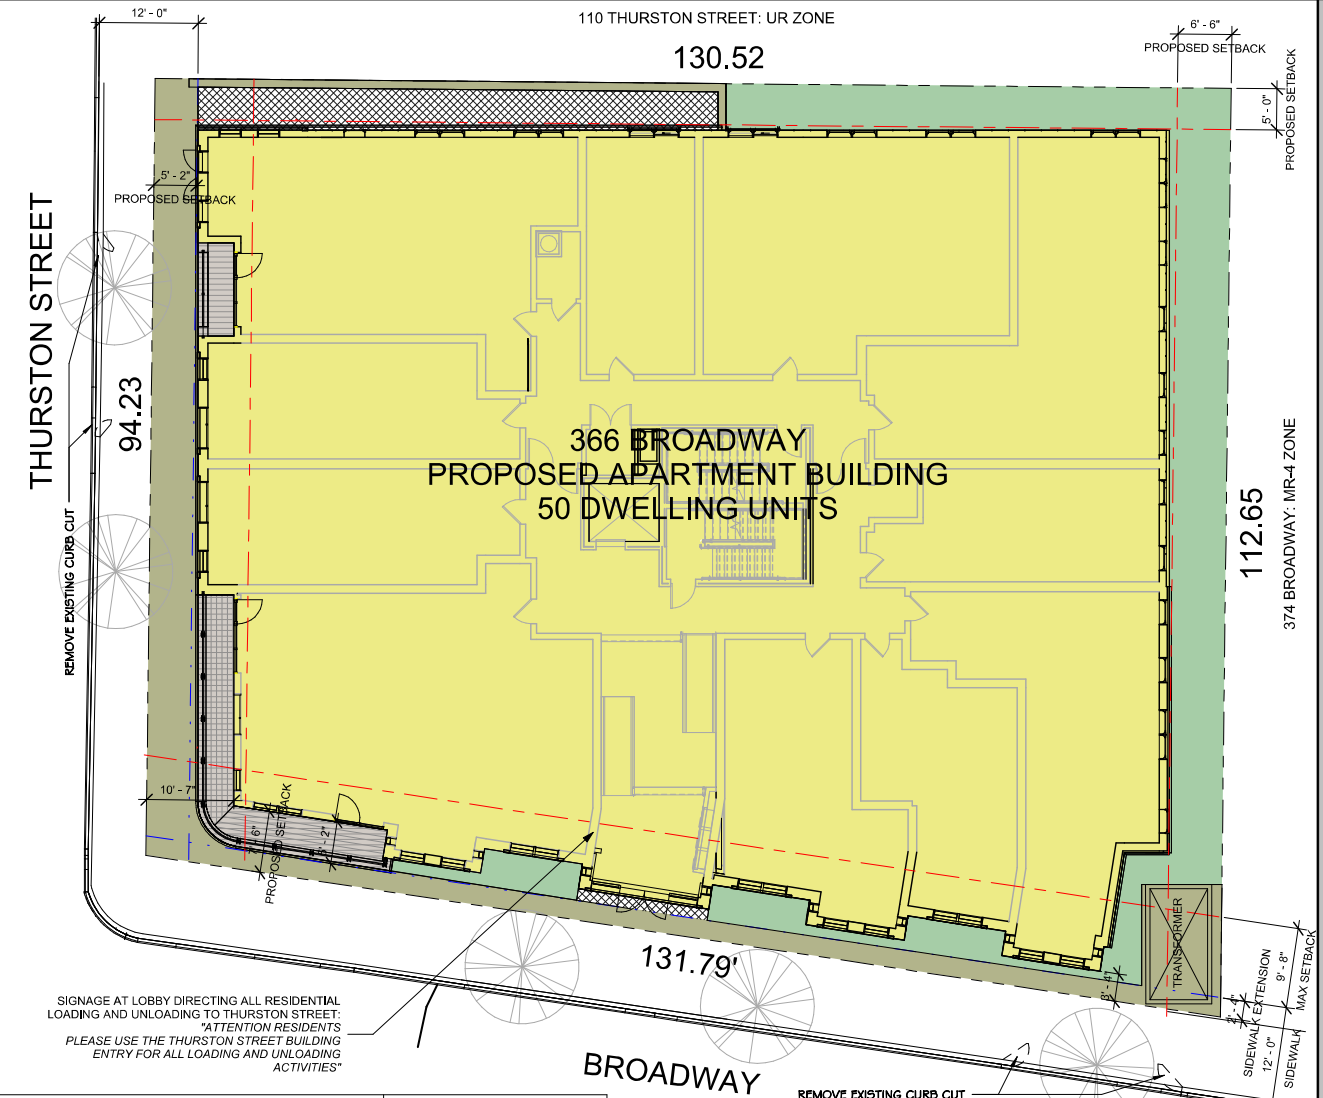 12' - 0"
110 THURSTON STREET: UR ZONE
130.52
6' - 6"
PROPOSED SETBACK
5' - 0"
PROPOSED SETBACK
5' - 2"
PROPOSED SETBACK
THURSTON STREET
94.23
REMOVE EXISTING CURB CUT
366 BROADWAY
PROPOSED APARTMENT BUILDING
50 DWELLING UNITS
112.65
374 BROADWAY: MR-4 ZONE
10' - 7"
PROPOSED SETBACK
TRANSFORMER
131.79'
SIDEWALK EXTENSION
9' - 8"
MAX SETBACK
12' - 0"
SIDEWALK
SIGNAGE AT LOBBY DIRECTING ALL RESIDENTIAL
LOADING AND UNLOADING TO THURSTON STREET:
"ATTENTION RESIDENTS
PLEASE USE THE THURSTON STREET BUILDING
ENTRY FOR ALL LOADING AND UNLOADING
ACTIVITIES"
BROADWAY
REMOVE EXISTING CURB CUT